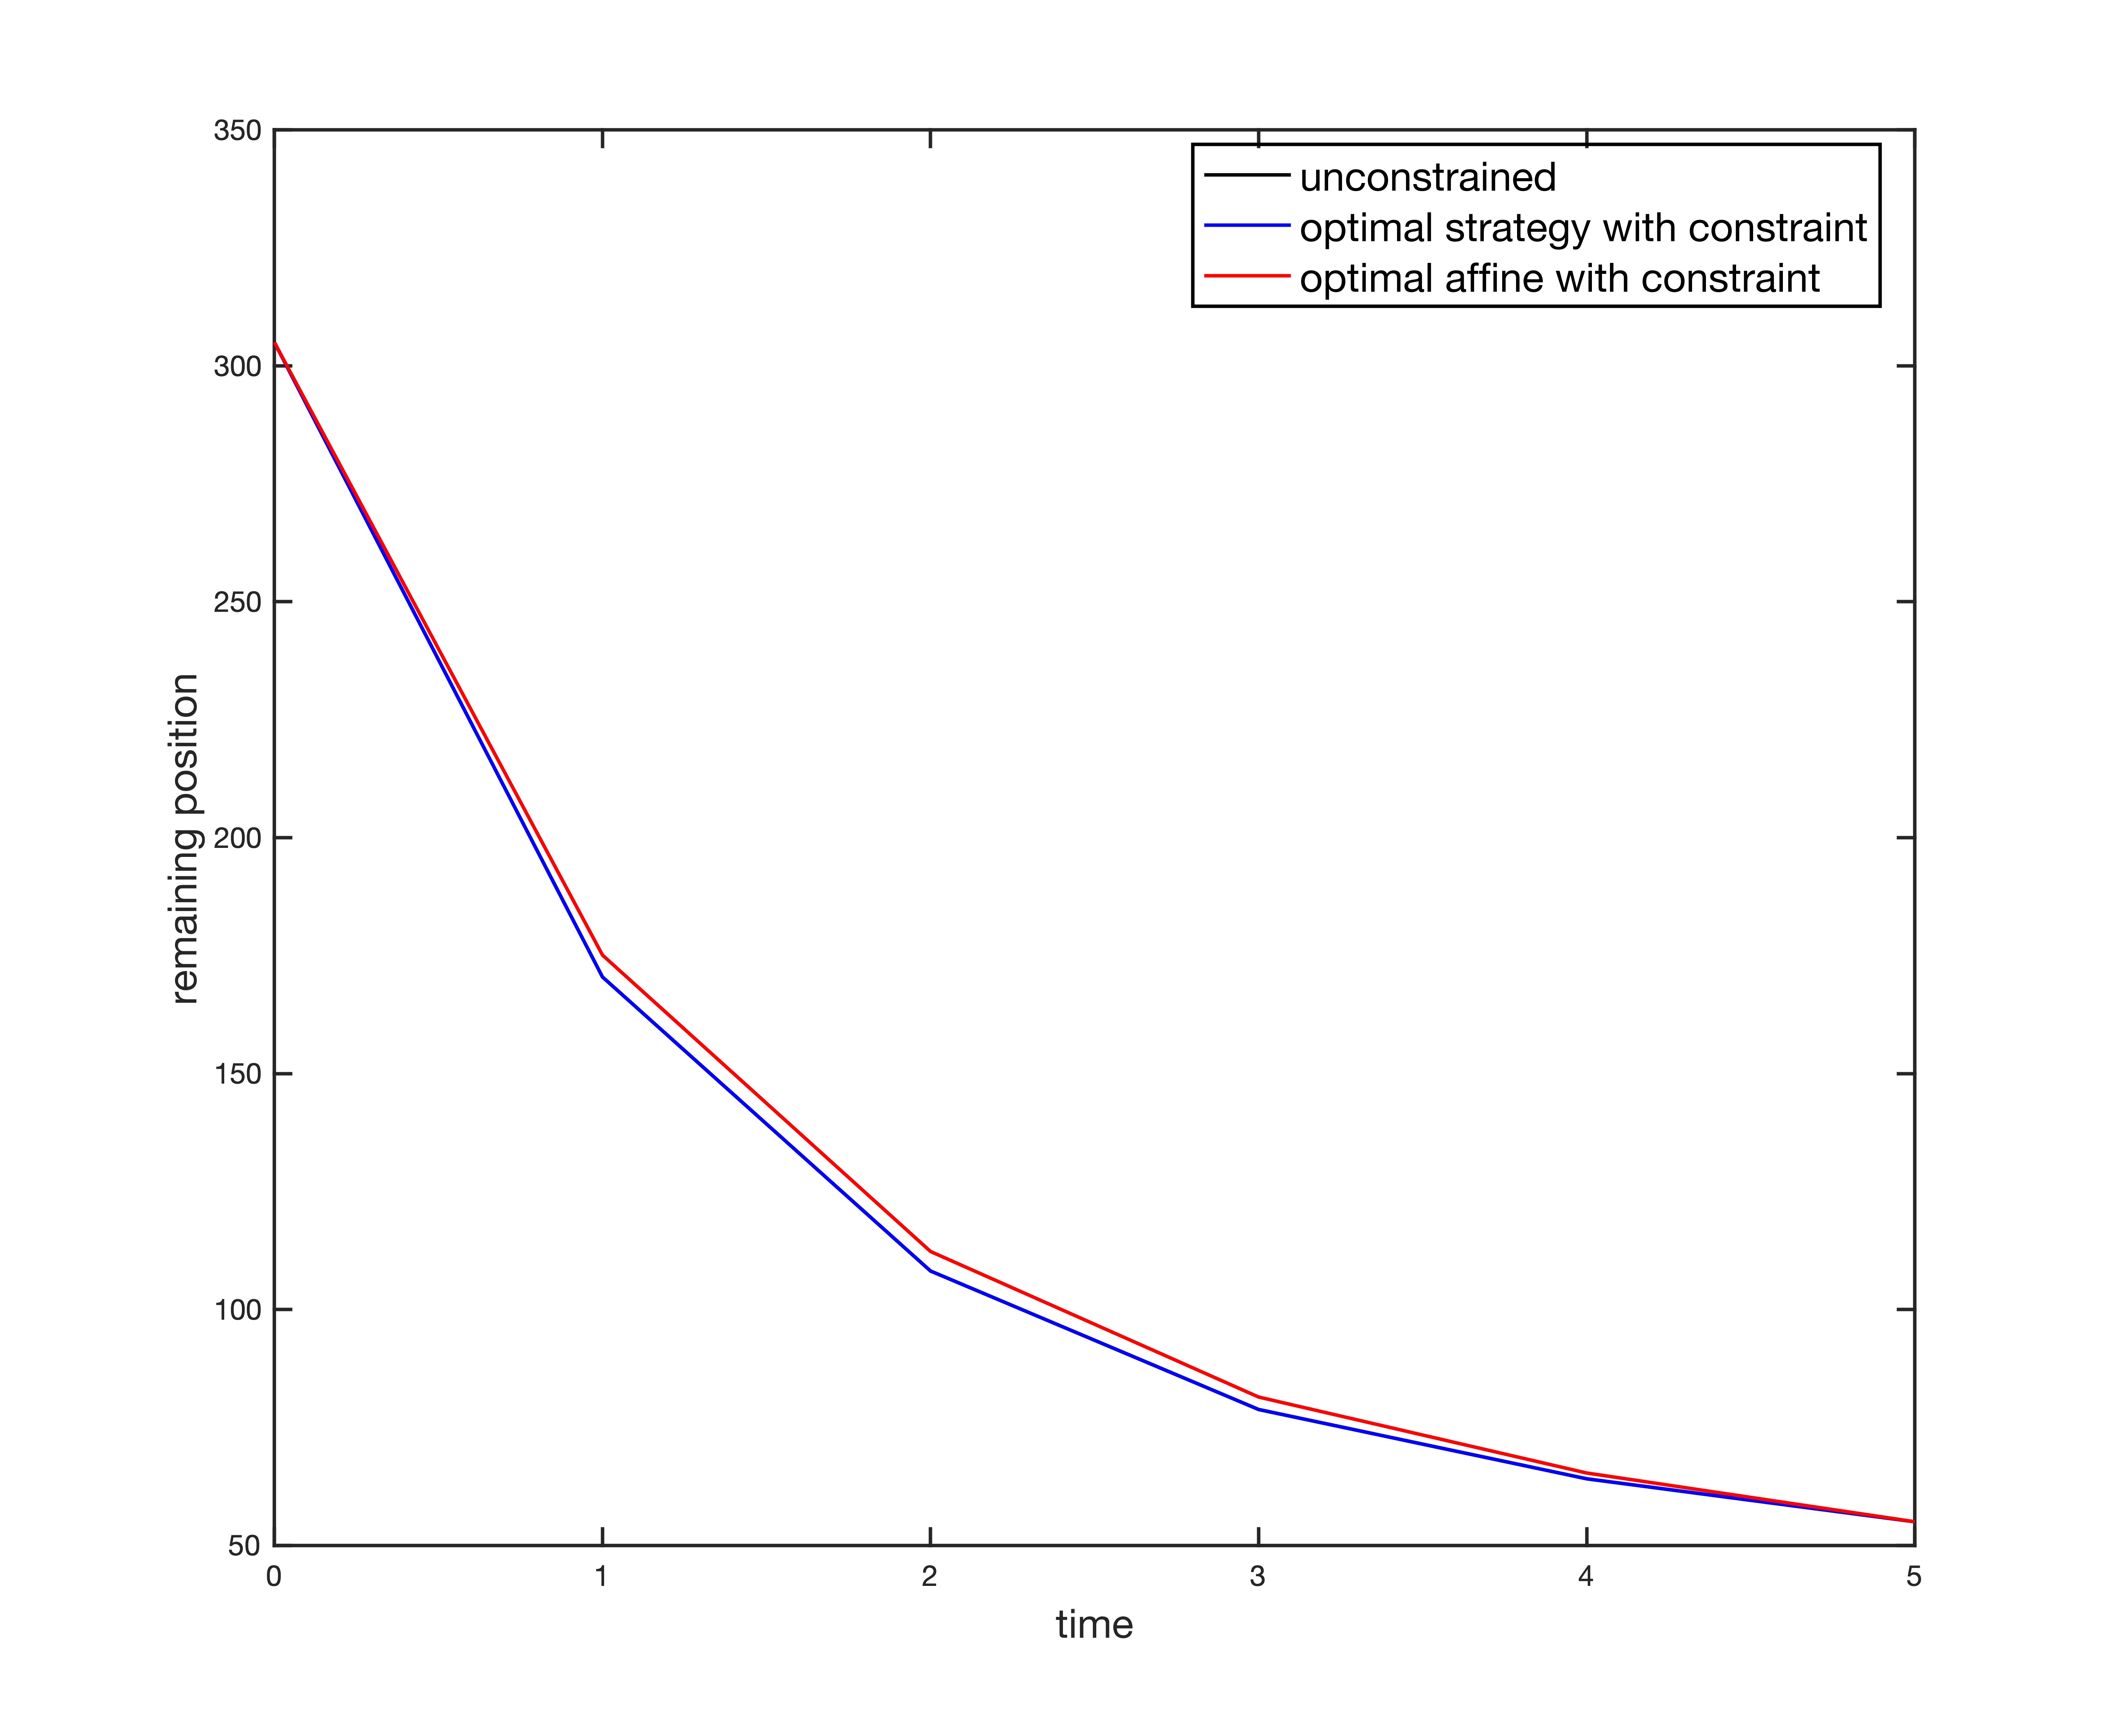 350
300
250
200
150
100
50
remaining position
unconstrained
optimal strategy with constraint
optimal affine with constraint
0 1 2 3 4 5
time